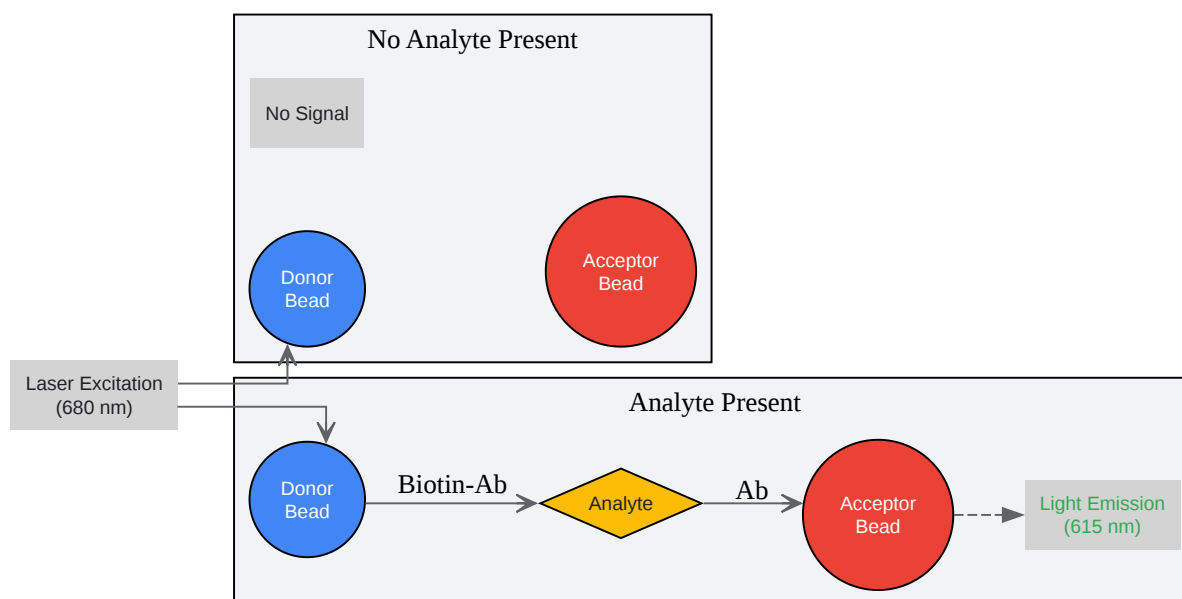 No Analyte Present
No Signal
Donor
Bead
Acceptor
Bead
Laser Excitation
(680 nm)
Analyte Present
Donor
Bead
Biotin-Ab
Analyte
Ab
Acceptor
Bead
Light Emission
(615 nm)